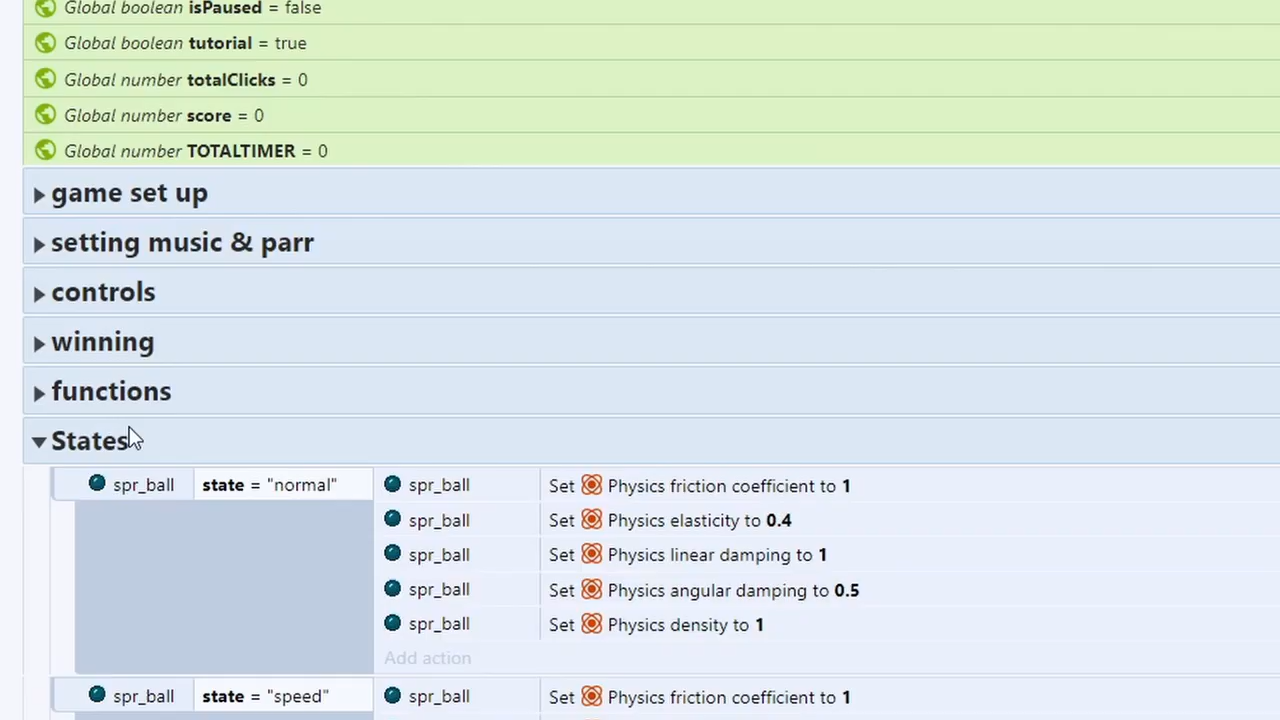 Global boolean isPaused = false
Global boolean tutorial = true
Global number totalClicks = 0
Global number score = 0
Global number TOTALTIMER = 0
game set up
setting music & parr
controls
winning
functions
States
spr_ball state = "normal" spr_ball Set Physics friction coefficient to 1
spr_ball Set Physics elasticity to 0.4
spr_ball Set Physics linear damping to 1
spr_ball Set Physics angular damping to 0.5
spr_ball Set Physics density to 1
Add action
spr_ball state = "speed" spr_ball Set Physics friction coefficient to 1